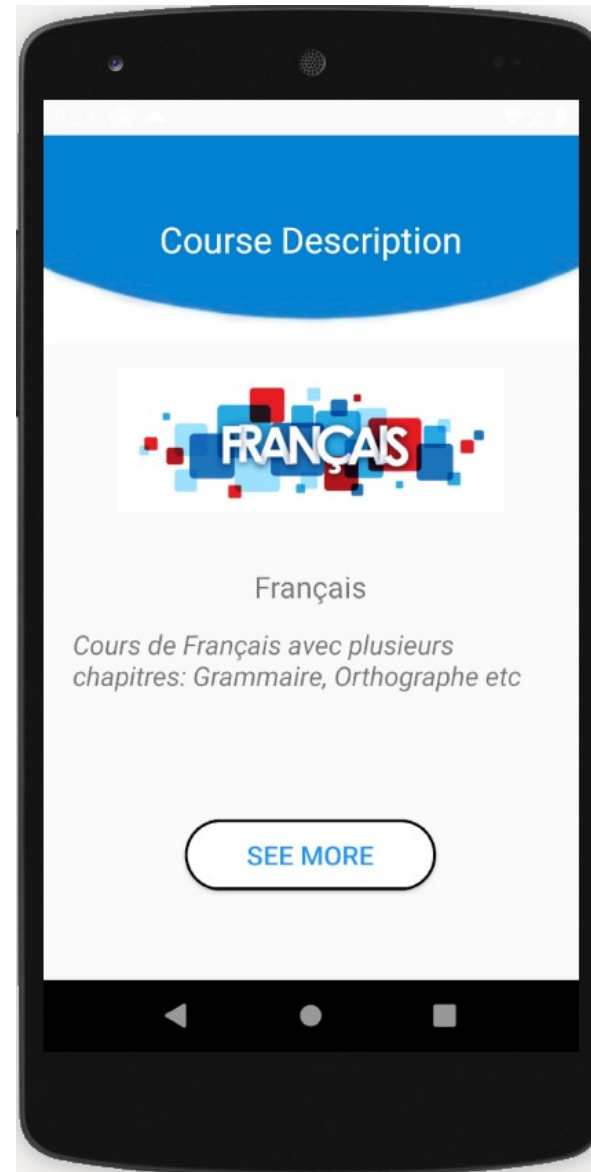 Course Description
FRANÇAIS
Français
Cours de Français avec plusieurs
chapitres: Grammaire, Orthographe etc
SEE MORE